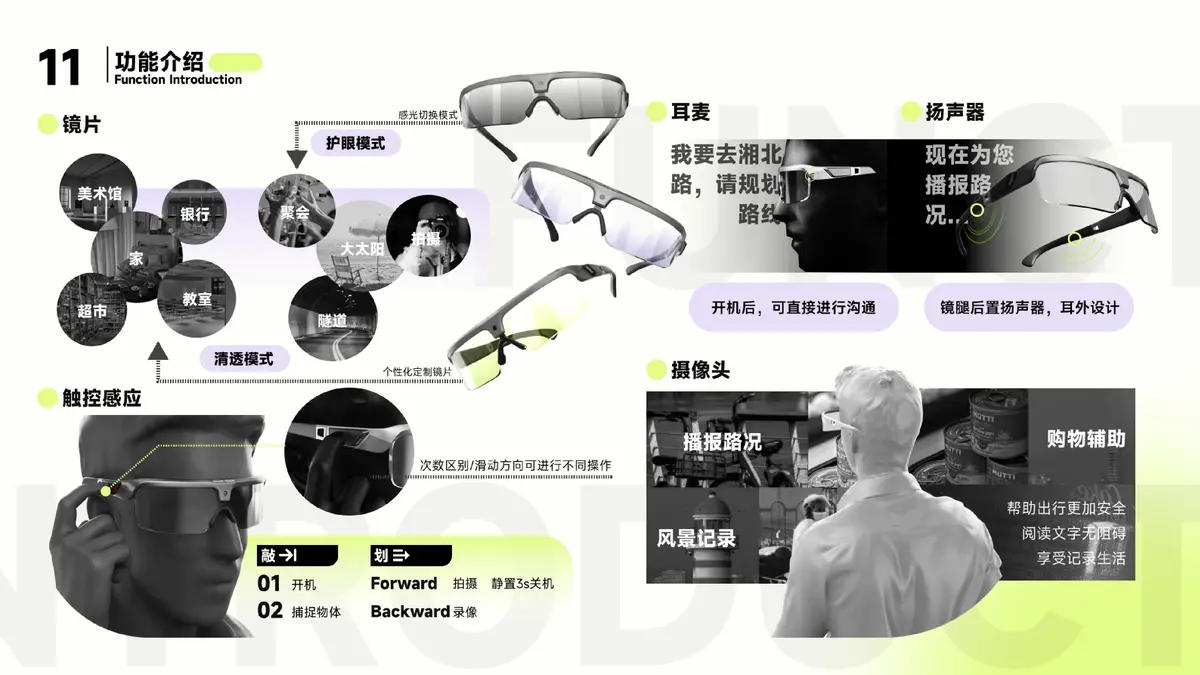 11
功能介绍
Function Introduction
镜片
感光切换模式
护眼模式
美术馆
银行
家
超市
教室
聚会
大太阳
拍摄
隧道
清透模式
个性化定制镜片
触控感应
次数区别/滑动方向可进行不同操作
敲
01 开机
02 捕捉物体
划
Forward 拍摄 静置3s关机
Backward 录像
耳麦
我要去湘北
路，请规划
路线
开机后，可直接进行沟通
扬声器
现在为您
播报路
况...
镜腿后置扬声器，耳外设计
摄像头
播报路况
购物辅助
风景记录
帮助出行更加安全
阅读文字无阻碍
享受记录生活
MUTTI
FUNCT
INTRODUCT